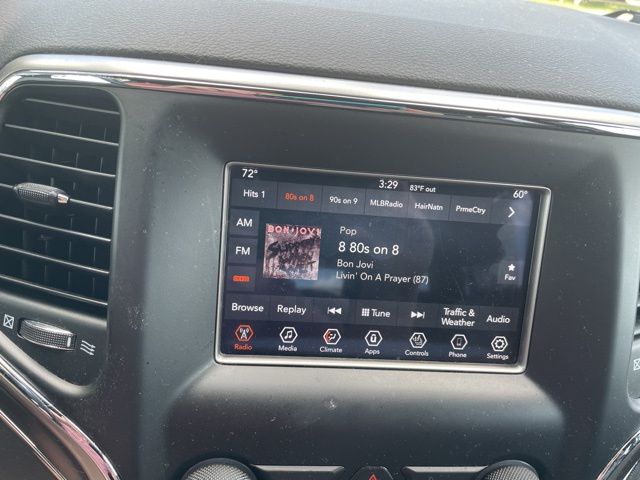 72° 3:29 83°F out 60°
Hits 1 80s on 8 90s on 9 MLBRadio HairNatn PrmeCtry
AM
FM
BON JOVI
Pop
8 80s on 8
Bon Jovi
Livin' On A Prayer (87)
Fav
Browse Replay Tune Traffic & Weather Audio
Radio Media Climate Apps Controls Phone Settings